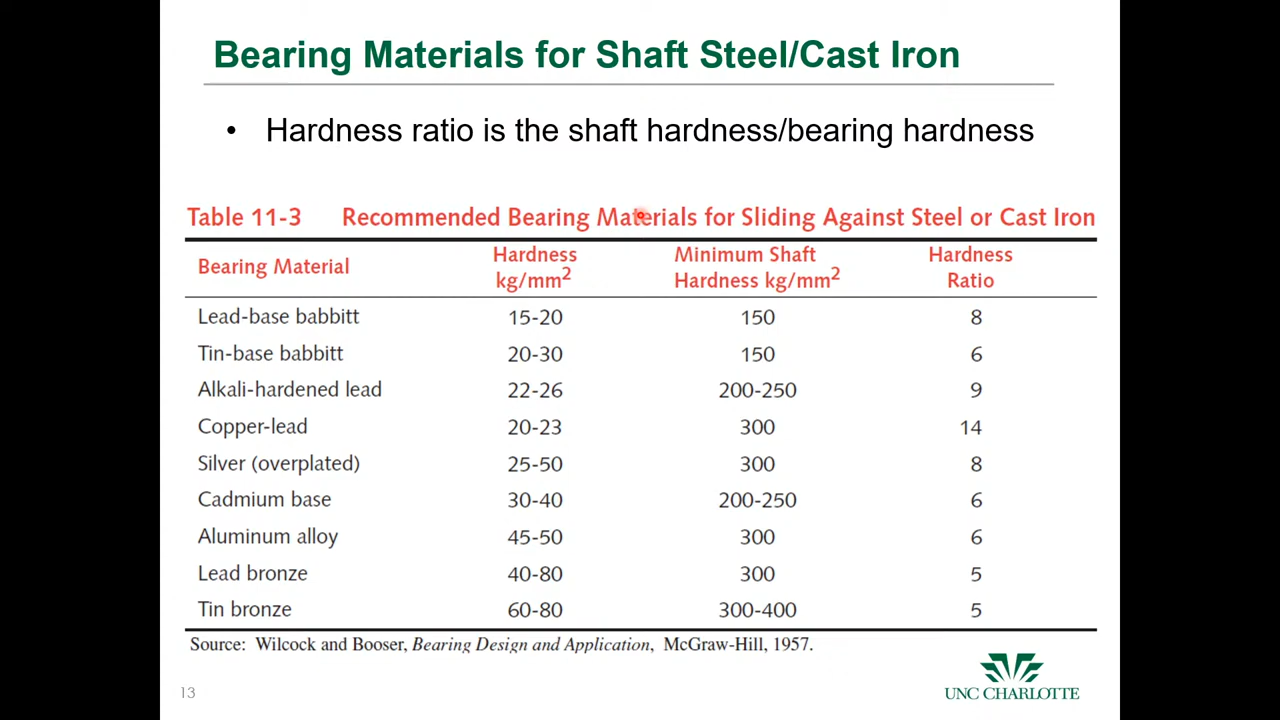 Bearing Materials for Shaft Steel/Cast Iron
• Hardness ratio is the shaft hardness/bearing hardness
Table 11-3 Recommended Bearing Materials for Sliding Against Steel or Cast Iron
Bearing Material Hardness kg/mm2 Minimum Shaft Hardness kg/mm2 Hardness Ratio
Lead-base babbitt 15-20 150 8
Tin-base babbitt 20-30 150 6
Alkali-hardened lead 22-26 200-250 9
Copper-lead 20-23 300 14
Silver (overplated) 25-50 300 8
Cadmium base 30-40 200-250 6
Aluminum alloy 45-50 300 6
Lead bronze 40-80 300 5
Tin bronze 60-80 300-400 5
Source: Wilcock and Booser, Bearing Design and Application, McGraw-Hill, 1957.
13
UNC CHARLOTTE